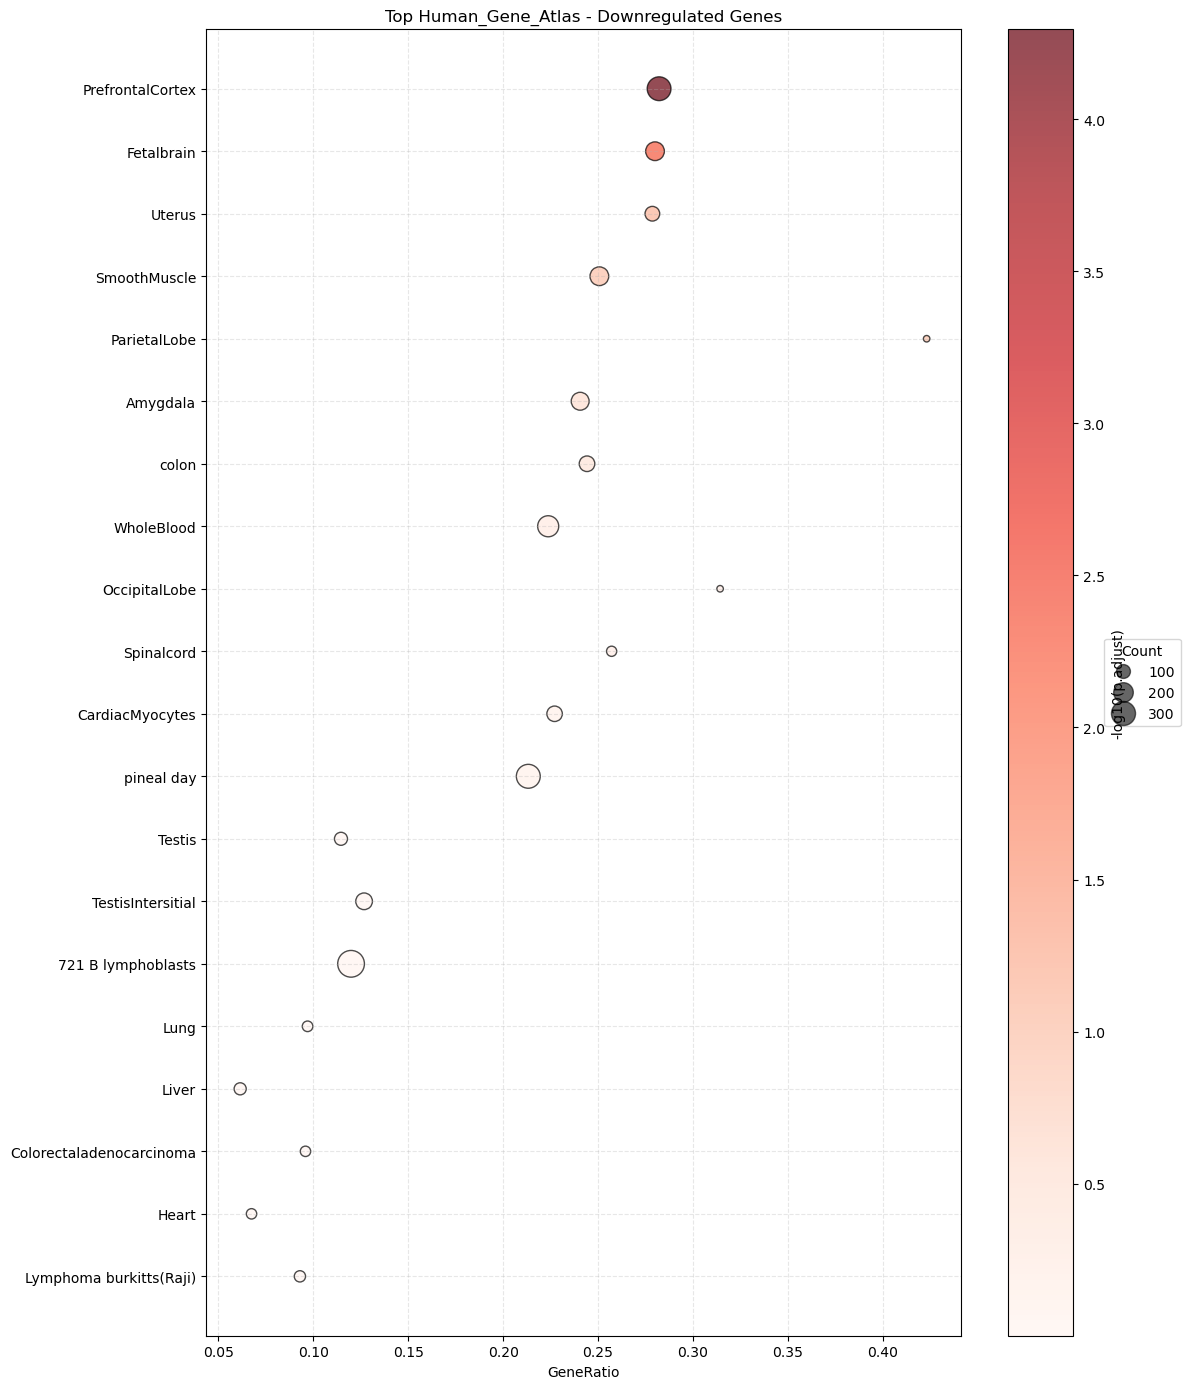 Top Human_Gene_Atlas - Downregulated Genes
PrefrontalCortex
Fetalbrain
Uterus
SmoothMuscle
ParietalLobe
Amygdala
colon
WholeBlood
OccipitalLobe
Spinalcord
CardiacMyocytes
pineal day
Testis
TestisIntersitial
721 B lymphoblasts
Lung
Liver
Colorectaladenocarcinoma
Heart
Lymphoma burkitts(Raji)
0.05 0.10 0.15 0.20 0.25 0.30 0.35 0.40
GeneRatio
4.0
3.5
3.0
2.5
2.0
1.5
1.0
0.5
-log10(p.adjust)
Count
100
200
300